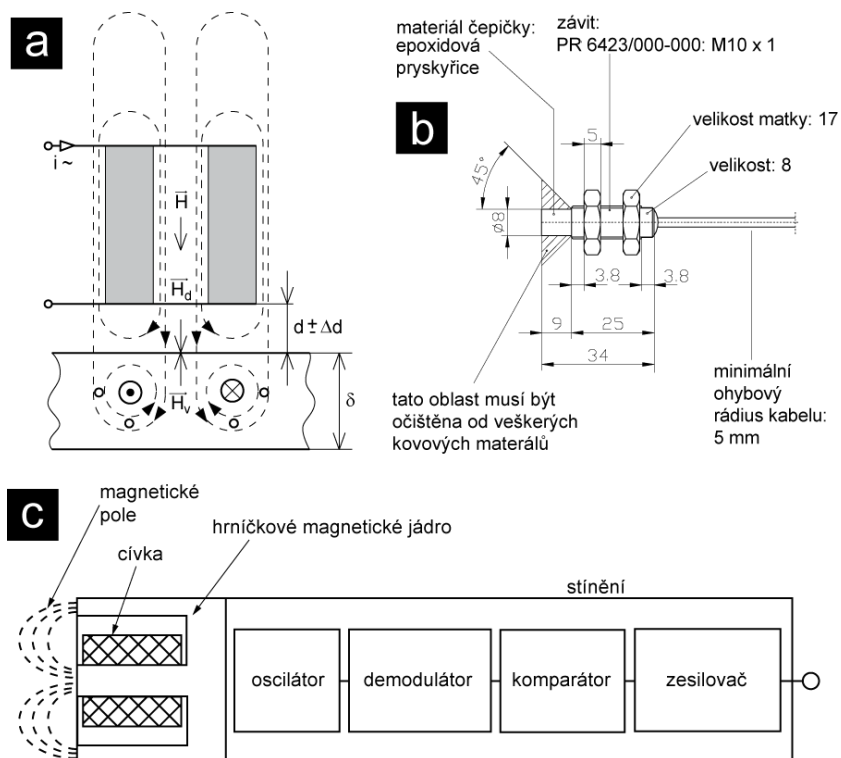 a
i ~
H
H_d
d ± Δd
H_v
δ
materiál čepičky:
epoxidová
pryskyřice
závit:
PR 6423/000-000: M10 x 1
b
velikost matky: 17
velikost: 8
5
45°
⌀8
3.8
3.8
9
25
34
tato oblast musí být
očištěna od veškerých
kovových materálů
minimální
ohybový
rádius kabelu:
5 mm
c
magnetické
pole
hrníčkové magnetické jádro
cívka
stínění
oscilátor
demodulátor
komparátor
zesilovač